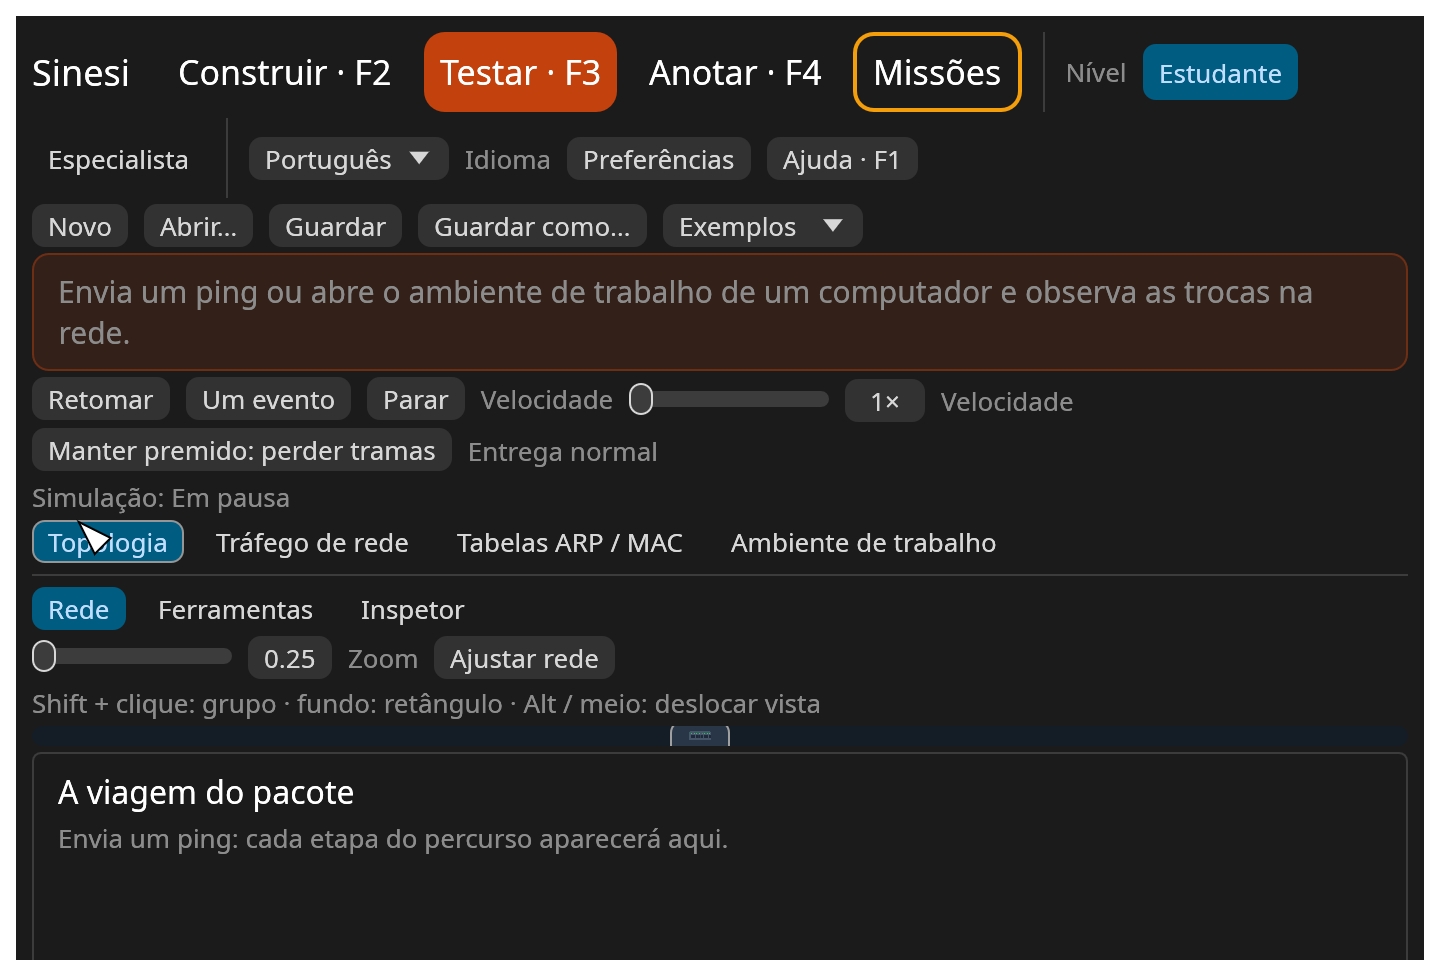 Sinesi Construir · F2 Testar · F3 Anotar · F4 Missões Nível Estudante
Especialista Português Idioma Preferências Ajuda · F1
Novo Abrir... Guardar Guardar como... Exemplos
Envia um ping ou abre o ambiente de trabalho de um computador e observa as trocas na
rede.
Retomar Um evento Parar Velocidade 1× Velocidade
Manter premido: perder tramas Entrega normal
Simulação: Em pausa
Topologia Tráfego de rede Tabelas ARP / MAC Ambiente de trabalho
Rede Ferramentas Inspetor
0.25 Zoom Ajustar rede
Shift + clique: grupo · fundo: retângulo · Alt / meio: deslocar vista
A viagem do pacote
Envia um ping: cada etapa do percurso aparecerá aqui.